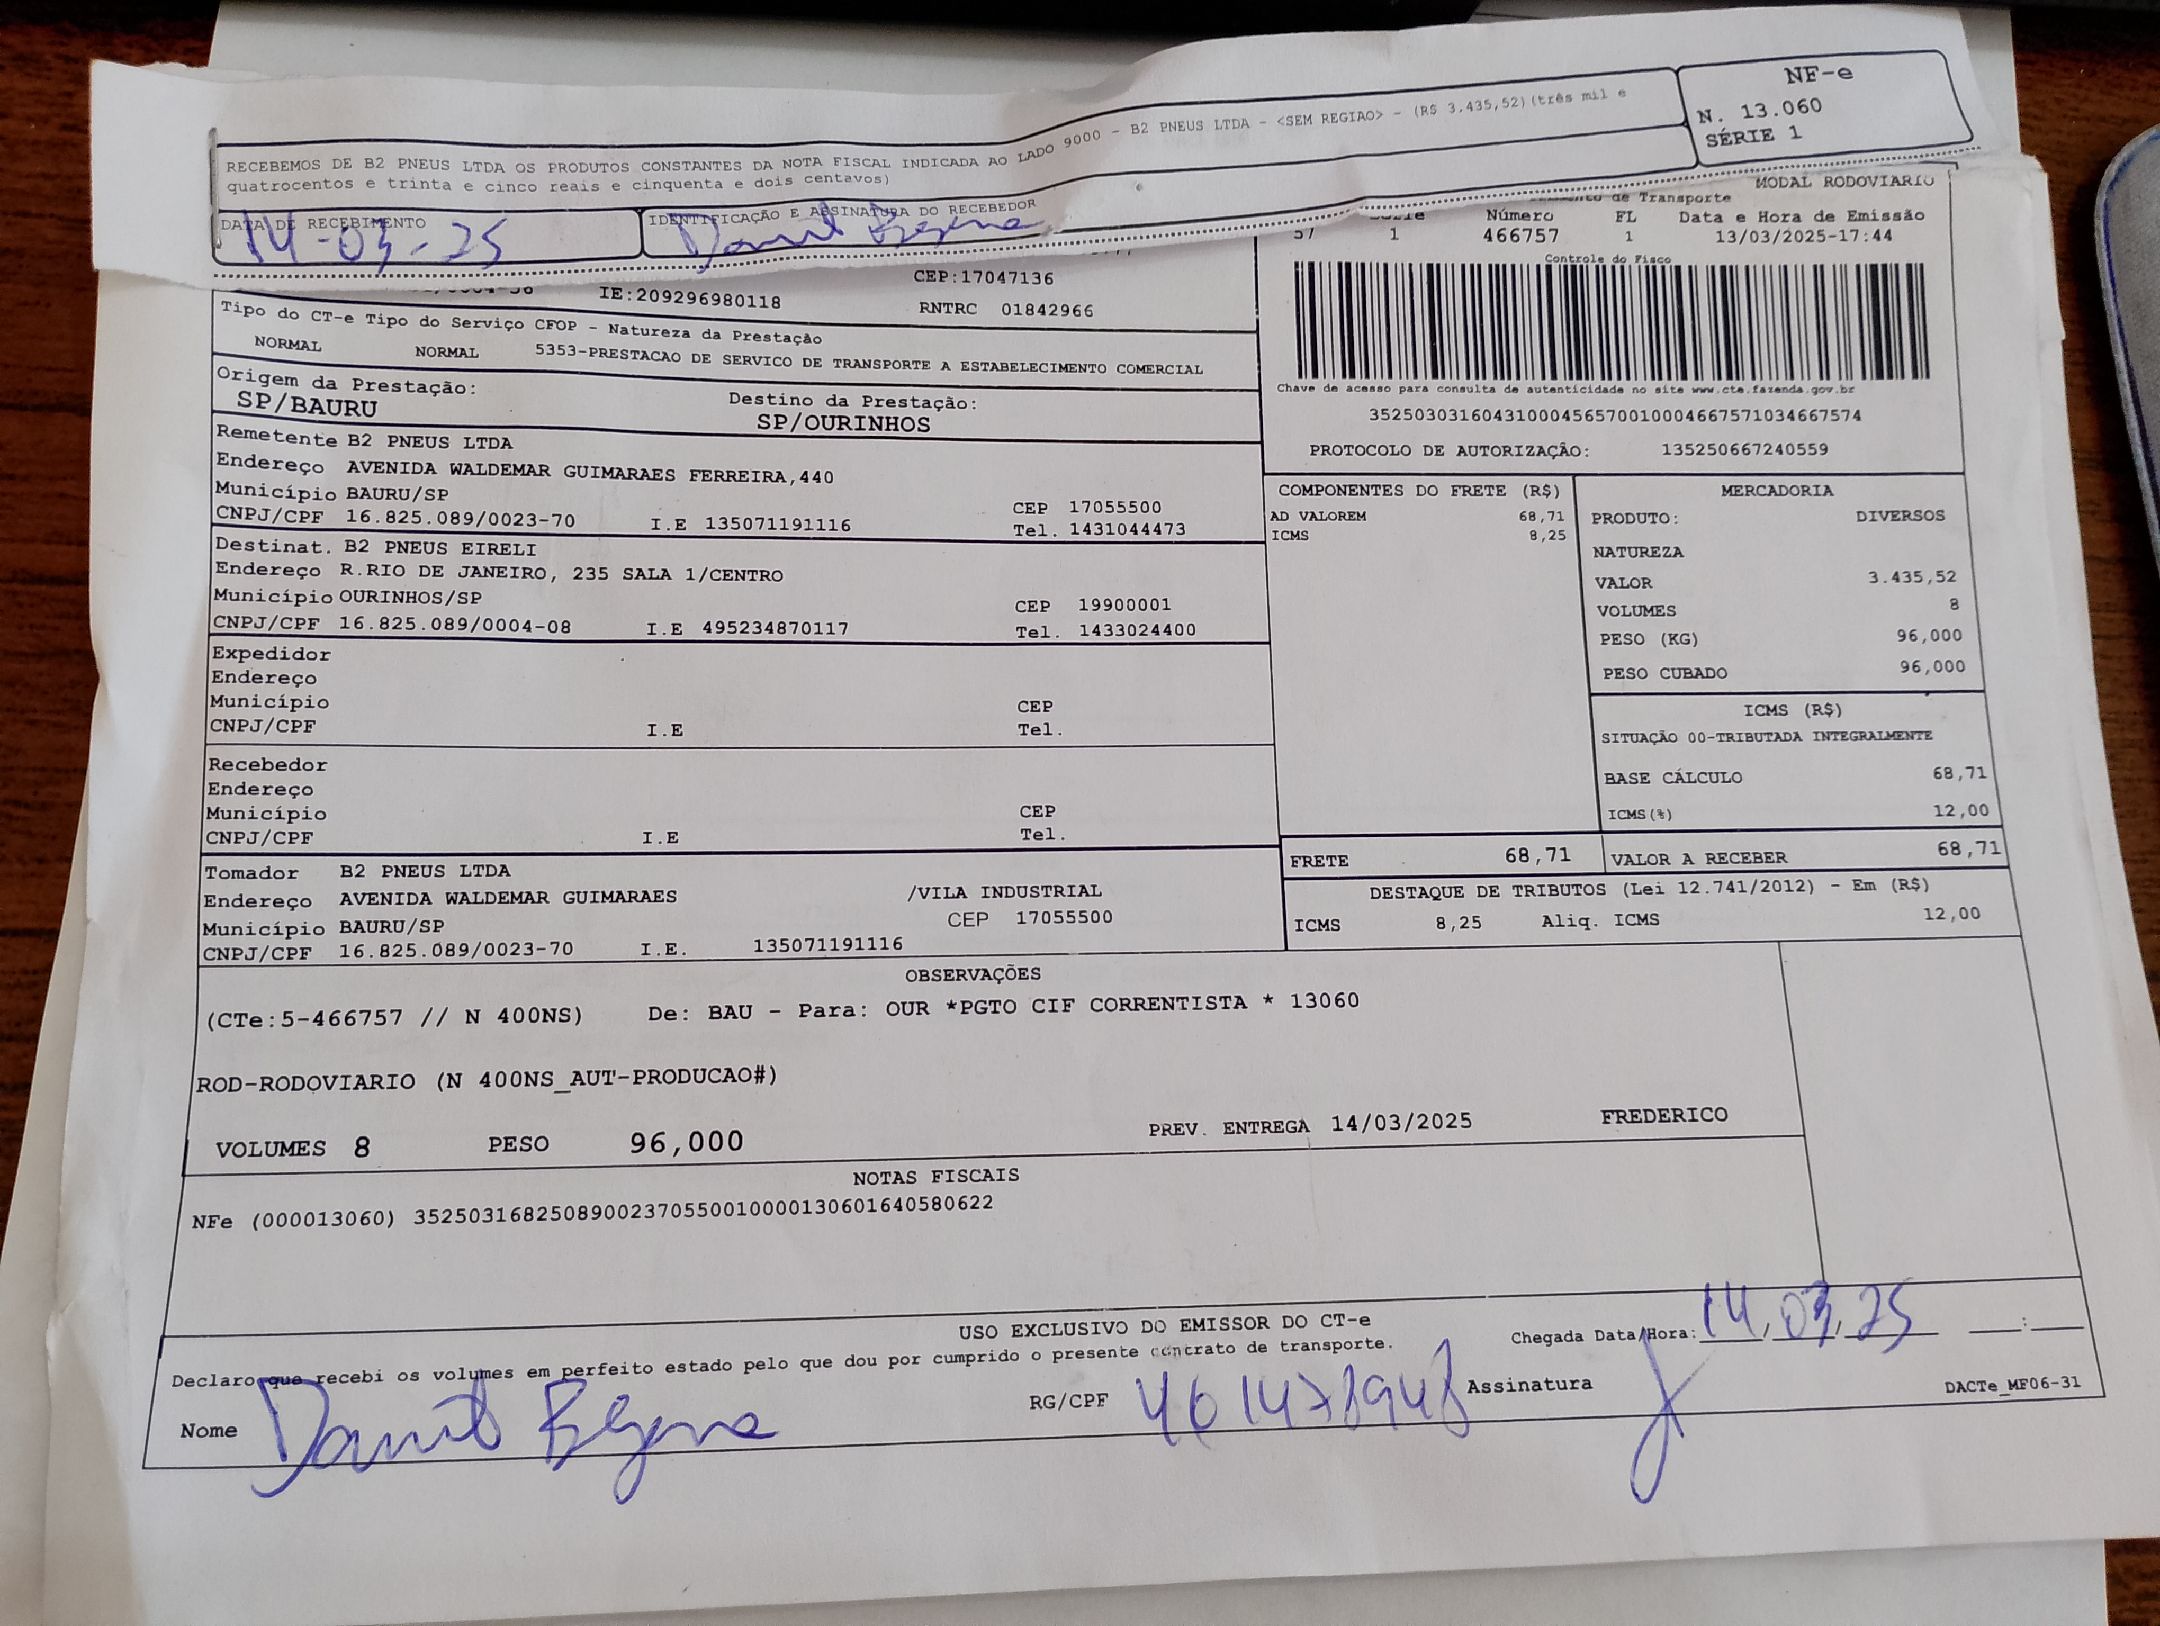 RECEBEMOS DE B2 PNEUS LTDA OS PRODUTOS CONSTANTES DA NOTA FISCAL INDICADA AO LADO 9000 - B2 PNEUS LTDA - <SEM REGIAO> - (R$ 3.435,52)(três mil e
quatrocentos e trinta e cinco reais e cinquenta e dois centavos)
NF-e
N. 13.060
SÉRIE 1
DATA DE RECEBIMENTO
14-03-25
IDENTIFICAÇÃO E ASSINATURA DO RECEBEDOR
MODAL RODOVIARIO
de Transporte
Número FL Data e Hora de Emissão
57 1 466757 1 13/03/2025-17:44
Controle do Fisco
CEP:17047136
IE:209296980118 RNTRC 01842966
Tipo do CT-e Tipo do Serviço CFOP - Natureza da Prestação
NORMAL NORMAL 5353-PRESTACAO DE SERVICO DE TRANSPORTE A ESTABELECIMENTO COMERCIAL
Chave de acesso para consulta de autenticidade no site www.cte.fazenda.gov.br
35250303160431000456570010004667571034667574
PROTOCOLO DE AUTORIZAÇÃO: 135250667240559
Origem da Prestação: Destino da Prestação:
SP/BAURU SP/OURINHOS
Remetente B2 PNEUS LTDA
Endereço AVENIDA WALDEMAR GUIMARAES FERREIRA,440
Município BAURU/SP CEP 17055500
CNPJ/CPF 16.825.089/0023-70 I.E 135071191116 Tel. 1431044473
Destinat. B2 PNEUS EIRELI
Endereço R.RIO DE JANEIRO, 235 SALA 1/CENTRO
Município OURINHOS/SP CEP 19900001
CNPJ/CPF 16.825.089/0004-08 I.E 495234870117 Tel. 1433024400
Expedidor
Endereço
Município CEP
CNPJ/CPF I.E Tel.
Recebedor
Endereço
Município CEP
CNPJ/CPF I.E Tel.
Tomador B2 PNEUS LTDA
Endereço AVENIDA WALDEMAR GUIMARAES /VILA INDUSTRIAL
Município BAURU/SP CEP 17055500
CNPJ/CPF 16.825.089/0023-70 I.E. 135071191116
COMPONENTES DO FRETE (R$)
AD VALOREM 68,71
ICMS 8,25
MERCADORIA
PRODUTO: DIVERSOS
NATUREZA
VALOR 3.435,52
VOLUMES 8
PESO (KG) 96,000
PESO CUBADO 96,000
ICMS (R$)
SITUAÇÃO 00-TRIBUTADA INTEGRALMENTE
BASE CÁLCULO 68,71
ICMS(%) 12,00
FRETE 68,71 VALOR A RECEBER 68,71
DESTAQUE DE TRIBUTOS (Lei 12.741/2012) - Em (R$)
ICMS 8,25 Aliq. ICMS 12,00
OBSERVAÇÕES
(CTe:5-466757 // N 400NS) De: BAU - Para: OUR *PGTO CIF CORRENTISTA * 13060
ROD-RODOVIARIO (N 400NS_AUT-PRODUCAO#)
VOLUMES 8 PESO 96,000 PREV. ENTREGA 14/03/2025 FREDERICO
NOTAS FISCAIS
NFe (000013060) 35250316825089002370550010000130601640580622
USO EXCLUSIVO DO EMISSOR DO CT-e
Declaro que recebi os volumes em perfeito estado pelo que dou por cumprido o presente contrato de transporte.
Chegada Data/Hora: 14,03,25 :
Nome RG/CPF Assinatura
DACTe_MF06-31